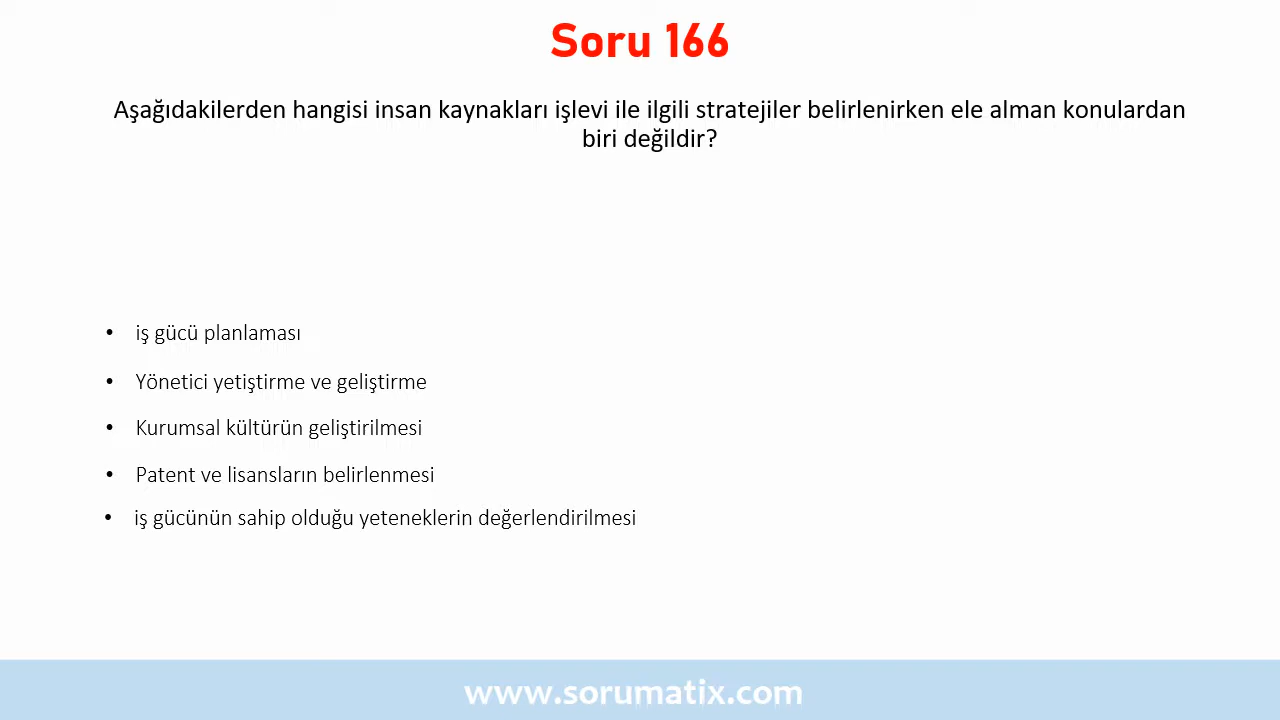 Soru 166
Aşağıdakilerden hangisi insan kaynakları işlevi ile ilgili stratejiler belirlenirken ele alman konulardan
biri değildir?
• iş gücü planlaması
• Yönetici yetiştirme ve geliştirme
• Kurumsal kültürün geliştirilmesi
• Patent ve lisansların belirlenmesi
• iş gücünün sahip olduğu yeteneklerin değerlendirilmesi
www.sorumatix.com